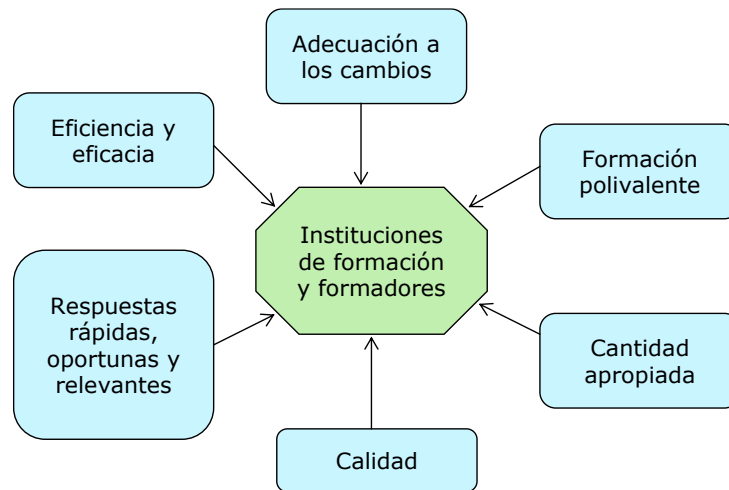 Adecuación a
los cambios
Eficiencia y
eficacia
Formación
polivalente
Instituciones
de formación
y formadores
Respuestas
rápidas,
oportunas y
relevantes
Cantidad
apropiada
Calidad